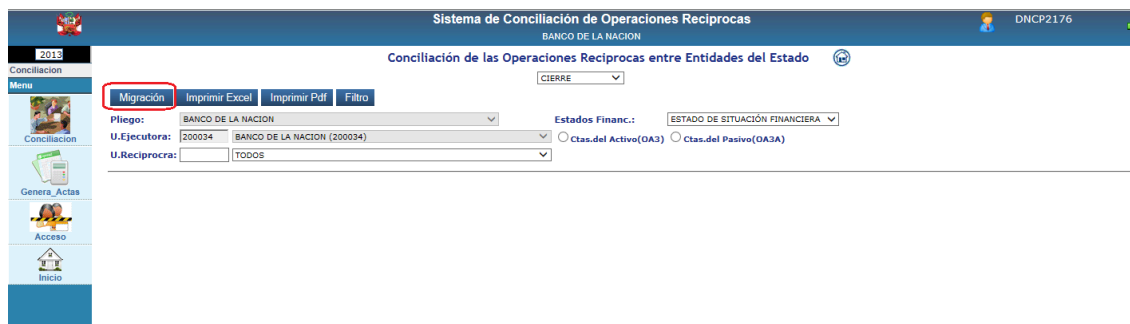 Sistema de Conciliación de Operaciones Reciprocas
DNCP2176
BANCO DE LA NACION
2013
Conciliacion
Menu
Conciliacion
Genera_Actas
Acceso
Inicio
Conciliación de las Operaciones Reciprocas entre Entidades del Estado
CIERRE
Migración Imprimir Excel Imprimir Pdf Filtro
Pliego: BANCO DE LA NACION Estados Financ.: ESTADO DE SITUACIÓN FINANCIERA
U.Ejecutora: 200034 BANCO DE LA NACION (200034) Ctas.del Activo(OA3) Ctas.del Pasivo(OA3A)
U.Reciprocra: TODOS